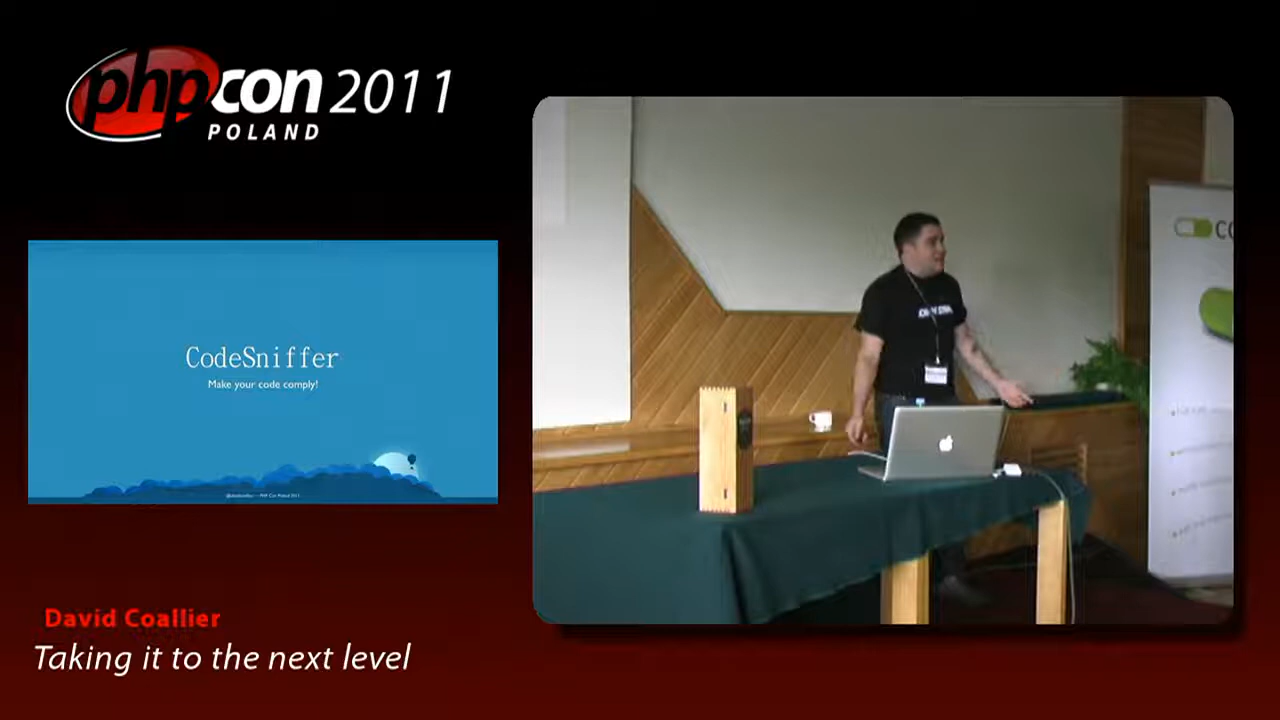 phpcon 2011
POLAND
CodeSniffer
Make your code comply!
David Coallier
Taking it to the next level